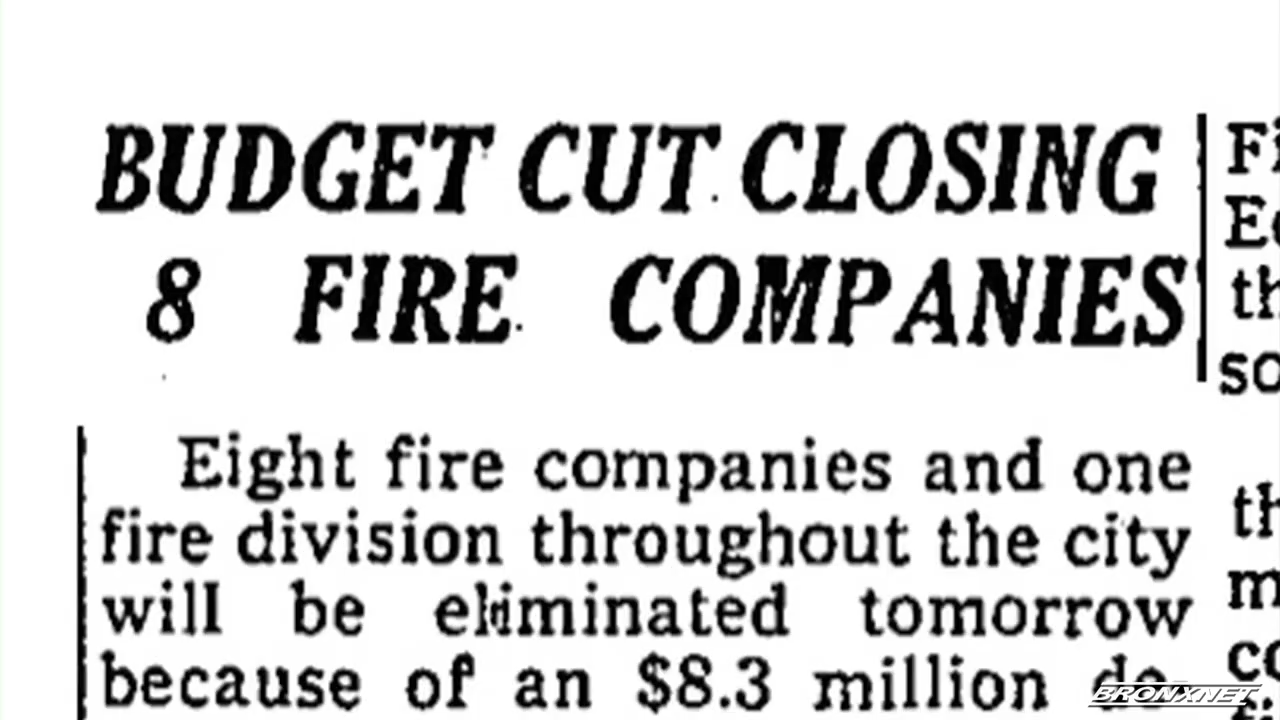 BUDGET CUT CLOSING
8 FIRE COMPANIES
Eight fire companies and one
fire division throughout the city
will be eliminated tomorrow
because of an $8.3 million de-
BRONXNET